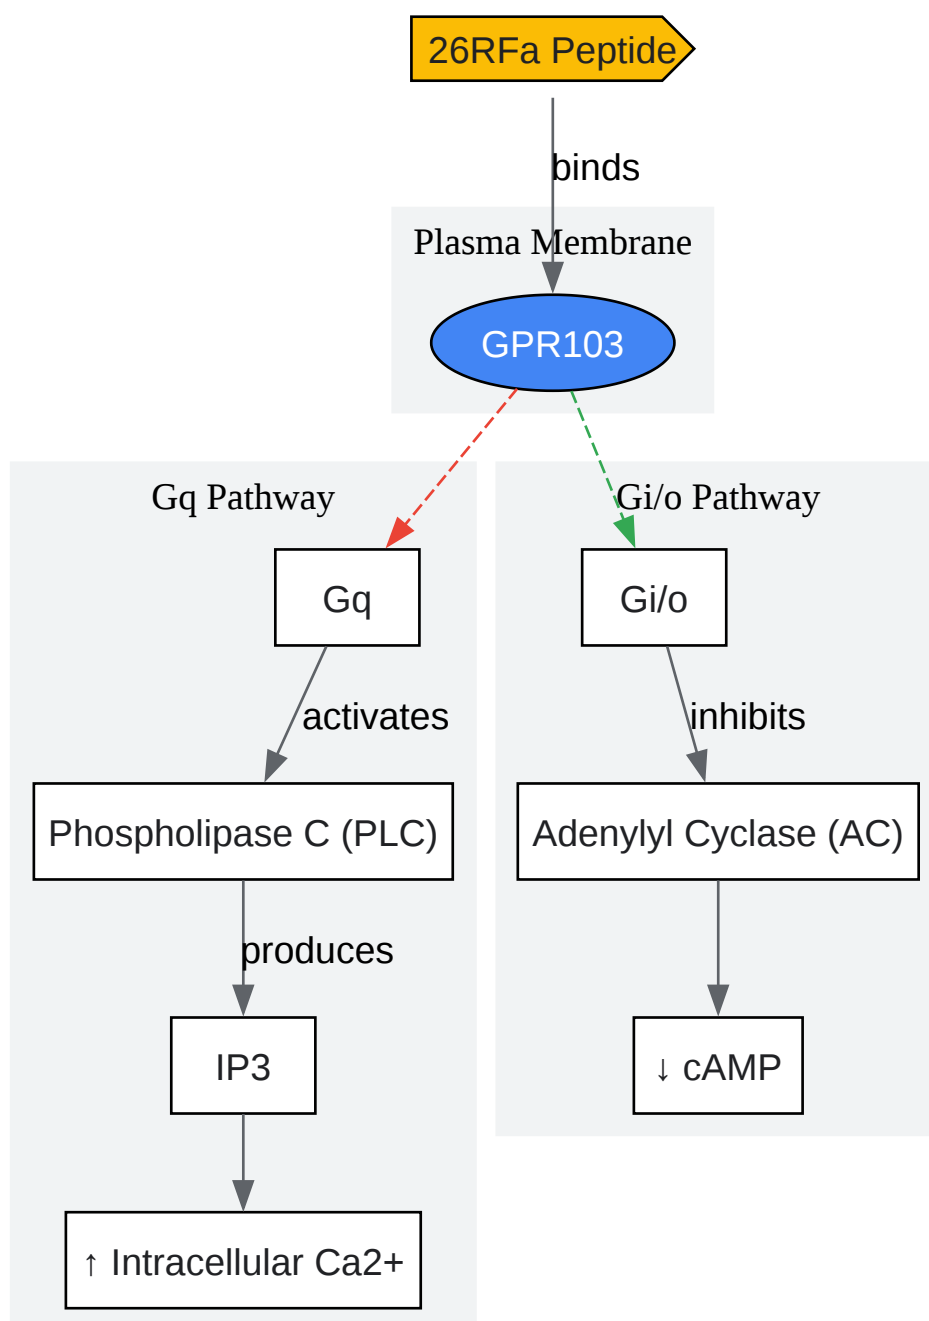 26RFa Peptide
binds
Plasma Membrane
GPR103
Gq Pathway
Gi/o Pathway
Gq
Gi/o
activates
inhibits
Phospholipase C (PLC)
Adenylyl Cyclase (AC)
produces
IP3
↓ cAMP
↑ Intracellular Ca2+